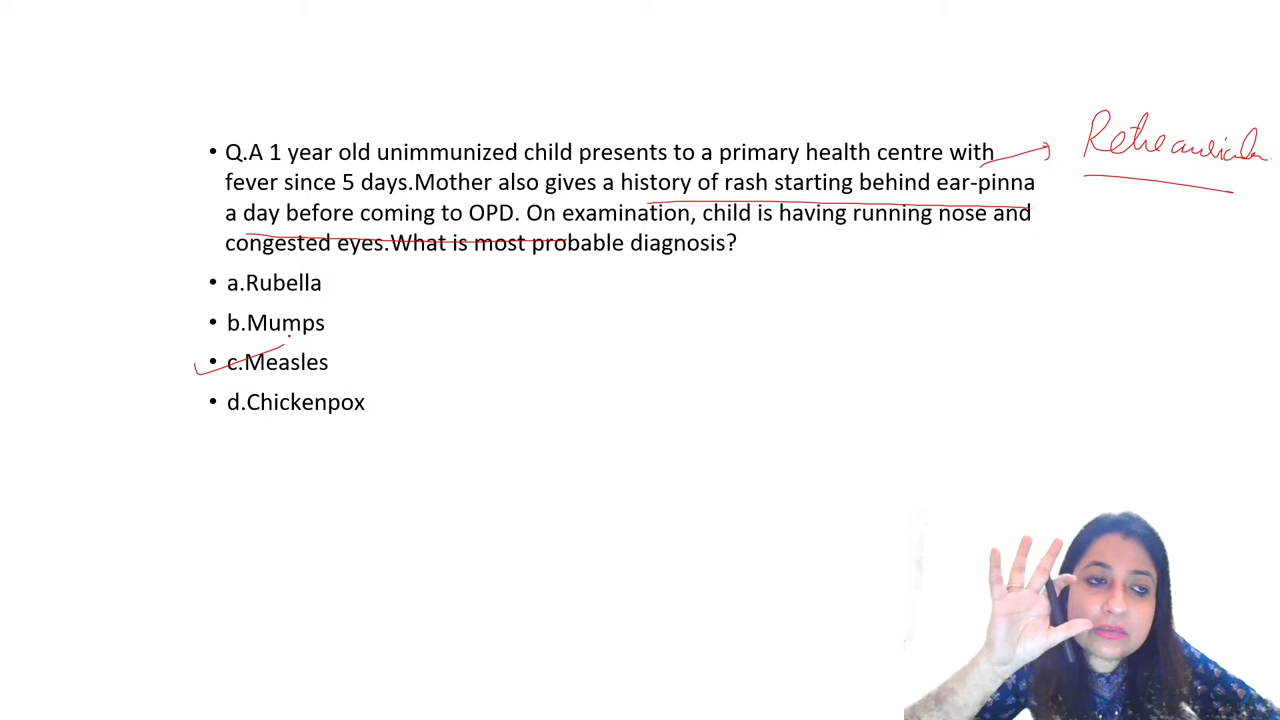 • Q.A 1 year old unimmunized child presents to a primary health centre with
fever since 5 days.Mother also gives a history of rash starting behind ear-pinna
a day before coming to OPD. On examination, child is having running nose and
congested eyes.What is most probable diagnosis?
• a.Rubella
• b.Mumps
• c.Measles
• d.Chickenpox
Retroauricular